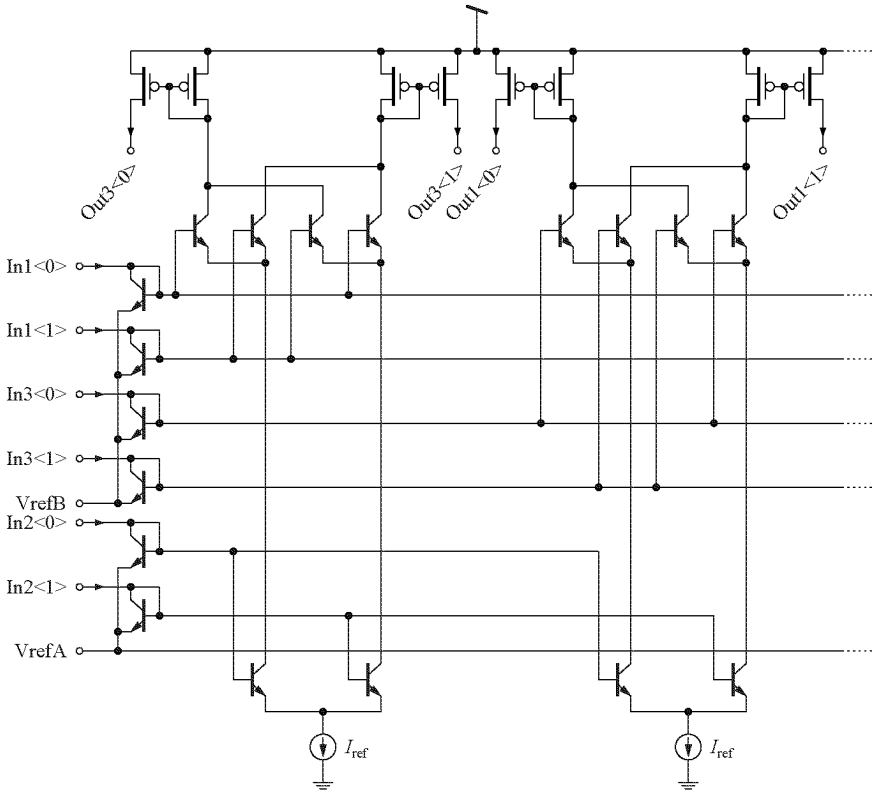 Out3<0>
Out3<1>
Out1<0>
Out1<1>
In1<0>
In1<1>
In3<0>
In3<1>
VrefB
In2<0>
In2<1>
VrefA
Iref
Iref